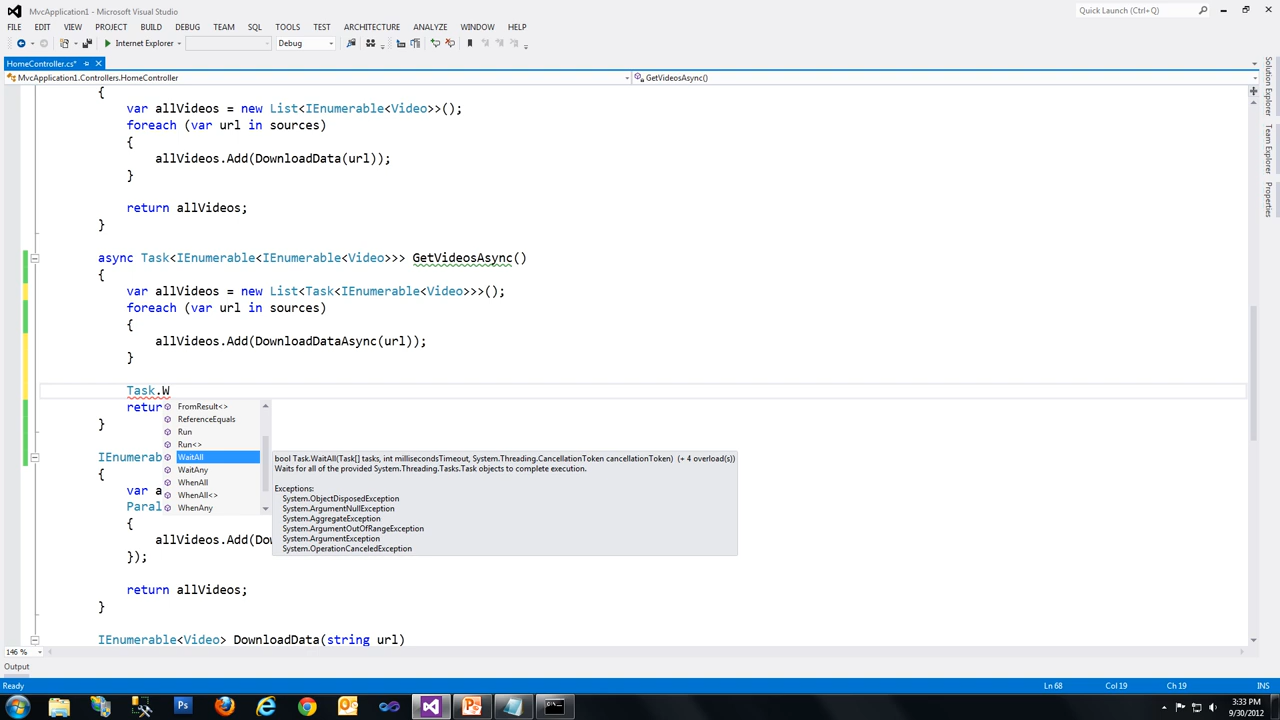 MvcApplication1 - Microsoft Visual Studio
Quick Launch (Ctrl+Q)
FILE EDIT VIEW PROJECT BUILD DEBUG TEAM SQL TOOLS TEST ARCHITECTURE ANALYZE WINDOW HELP
Internet Explorer Debug
HomeController.cs*
MvcApplication1.Controllers.HomeController
GetVideosAsync()
Solution Explorer
Team Explorer
Properties
{
var allVideos = new List<IEnumerable<Video>>();
foreach (var url in sources)
{
allVideos.Add(DownloadData(url));
}
return allVideos;
}
async Task<IEnumerable<IEnumerable<Video>>> GetVideosAsync()
{
var allVideos = new List<Task<IEnumerable<Video>>>();
foreach (var url in sources)
{
allVideos.Add(DownloadDataAsync(url));
}
Task.W
retur
}
IEnumerab
{
var a
Paral
{
allVideos.Add(Dow
});
return allVideos;
}
IEnumerable<Video> DownloadData(string url)
FromResult<>
ReferenceEquals
Run
Run<>
WaitAll
WaitAny
WhenAll
WhenAll<>
WhenAny
bool Task.WaitAll(Task[] tasks, int millisecondsTimeout, System.Threading.CancellationToken cancellationToken) (+ 4 overload(s))
Waits for all of the provided System.Threading.Tasks.Task objects to complete execution.
Exceptions:
System.ObjectDisposedException
System.ArgumentNullException
System.AggregateException
System.ArgumentOutOfRangeException
System.ArgumentException
System.OperationCanceledException
146 %
Output
Ready
Ln 68
Col 19
Ch 19
INS
3:33 PM
9/30/2012